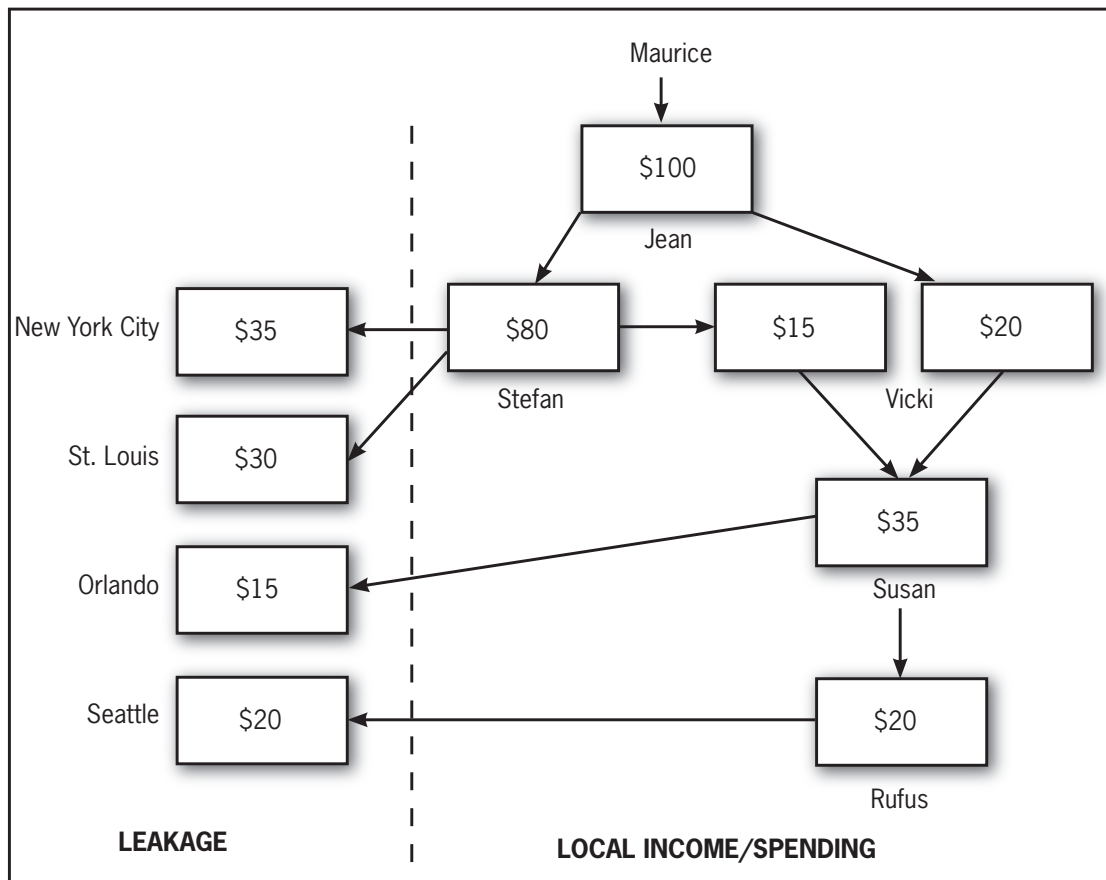 Maurice
$100
Jean
New York City
$35
$80
$15
$20
Stefan
Vicki
St. Louis
$30
$35
Orlando
$15
Susan
Seattle
$20
$20
Rufus
LEAKAGE
LOCAL INCOME/SPENDING